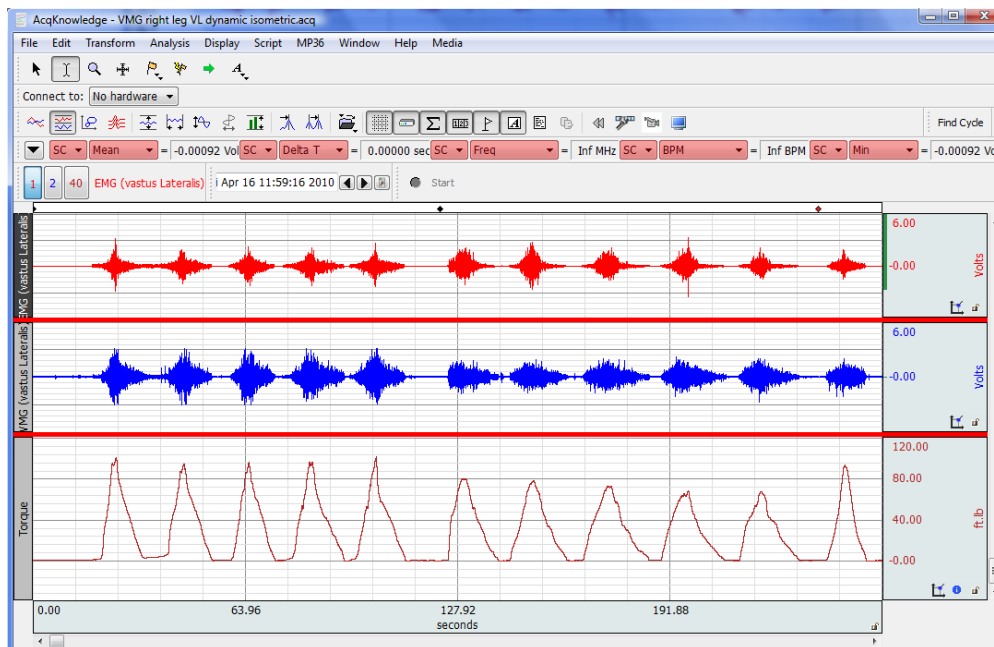 AcqKnowledge - VMG right leg VL dynamic isometric.acq
File Edit Transform Analysis Display Script MP36 Window Help Media
Connect to: No hardware
Find Cycle
SC Mean = -0.00092 Vol SC Delta T = 0.00000 sec SC Freq = Inf MHz SC BPM = Inf BPM SC Min = -0.00092 Vo
1 2 40 EMG (vastus Lateralis) i Apr 16 11:59:16 2010 Start
EMG (vastus Lateralis
6.00
-0.00
Volts
VMG (vastus Lateralis)
6.00
-0.00
Volts
Torque
120.00
80.00
40.00
-0.00
ft.lb
0.00 63.96 127.92 191.88
seconds